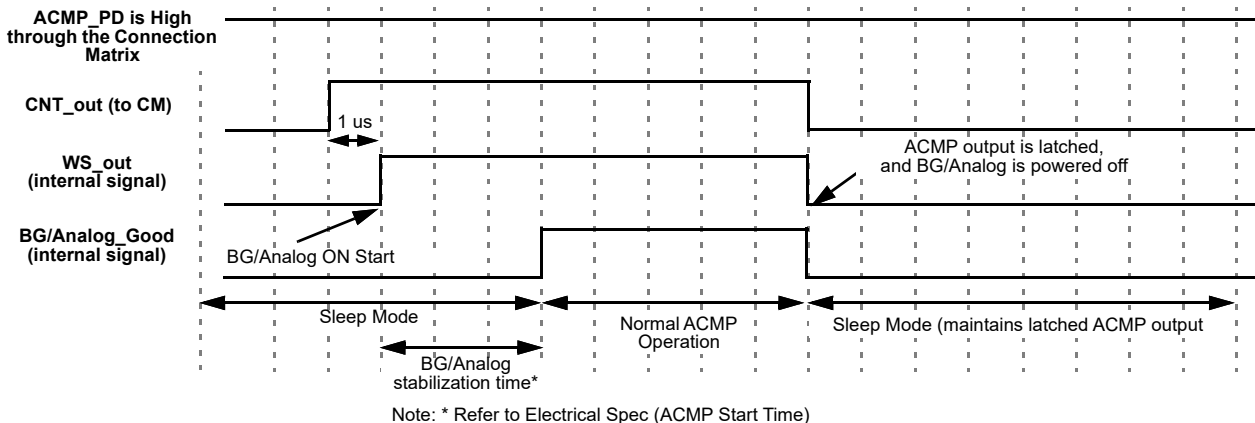 ACMP_PD is High
through the Connection
Matrix
CNT_out (to CM)
1 us
ACMP output is latched,
and BG/Analog is powered off
WS_out
(internal signal)
BG/Analog ON Start
BG/Analog_Good
(internal signal)
Sleep Mode
Normal ACMP
Operation
Sleep Mode (maintains latched ACMP output
BG/Analog
stabilization time*
Note: * Refer to Electrical Spec (ACMP Start Time)